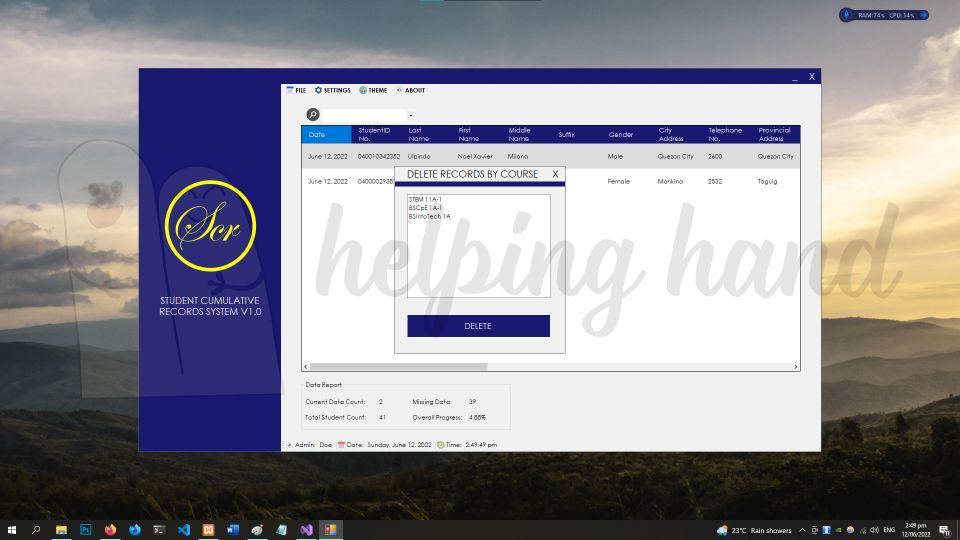 RAM:74% CPU:14%
_ X
FILE SETTINGS THEME ABOUT
Date StudentID No. Last Name First Name Middle Name Suffix Gender City Address Telephone No. Provincial Address
June 12, 2022 040010342352 Ulpindo Noel Xavier Milana Male Quezon City 2600 Quezon City
DELETE RECORDS BY COURSE X
June 12, 2022 Female Marikina 2532 Taguig
STEM 11A-1
BSCpE 1A-1
BSInfoTech 1A
helping hand
Scr
STUDENT CUMULATIVE
RECORDS SYSTEM V1.0
DELETE
Data Report
Current Data Count: 2 Missing Data: 39
Total Student Count: 41 Overall Progress: 4.88%
Admin: Doe Date: Sunday, June 12, 2022 Time: 2:49:49 pm
23°C Rain showers ENG 2:49 pm
12/06/2022